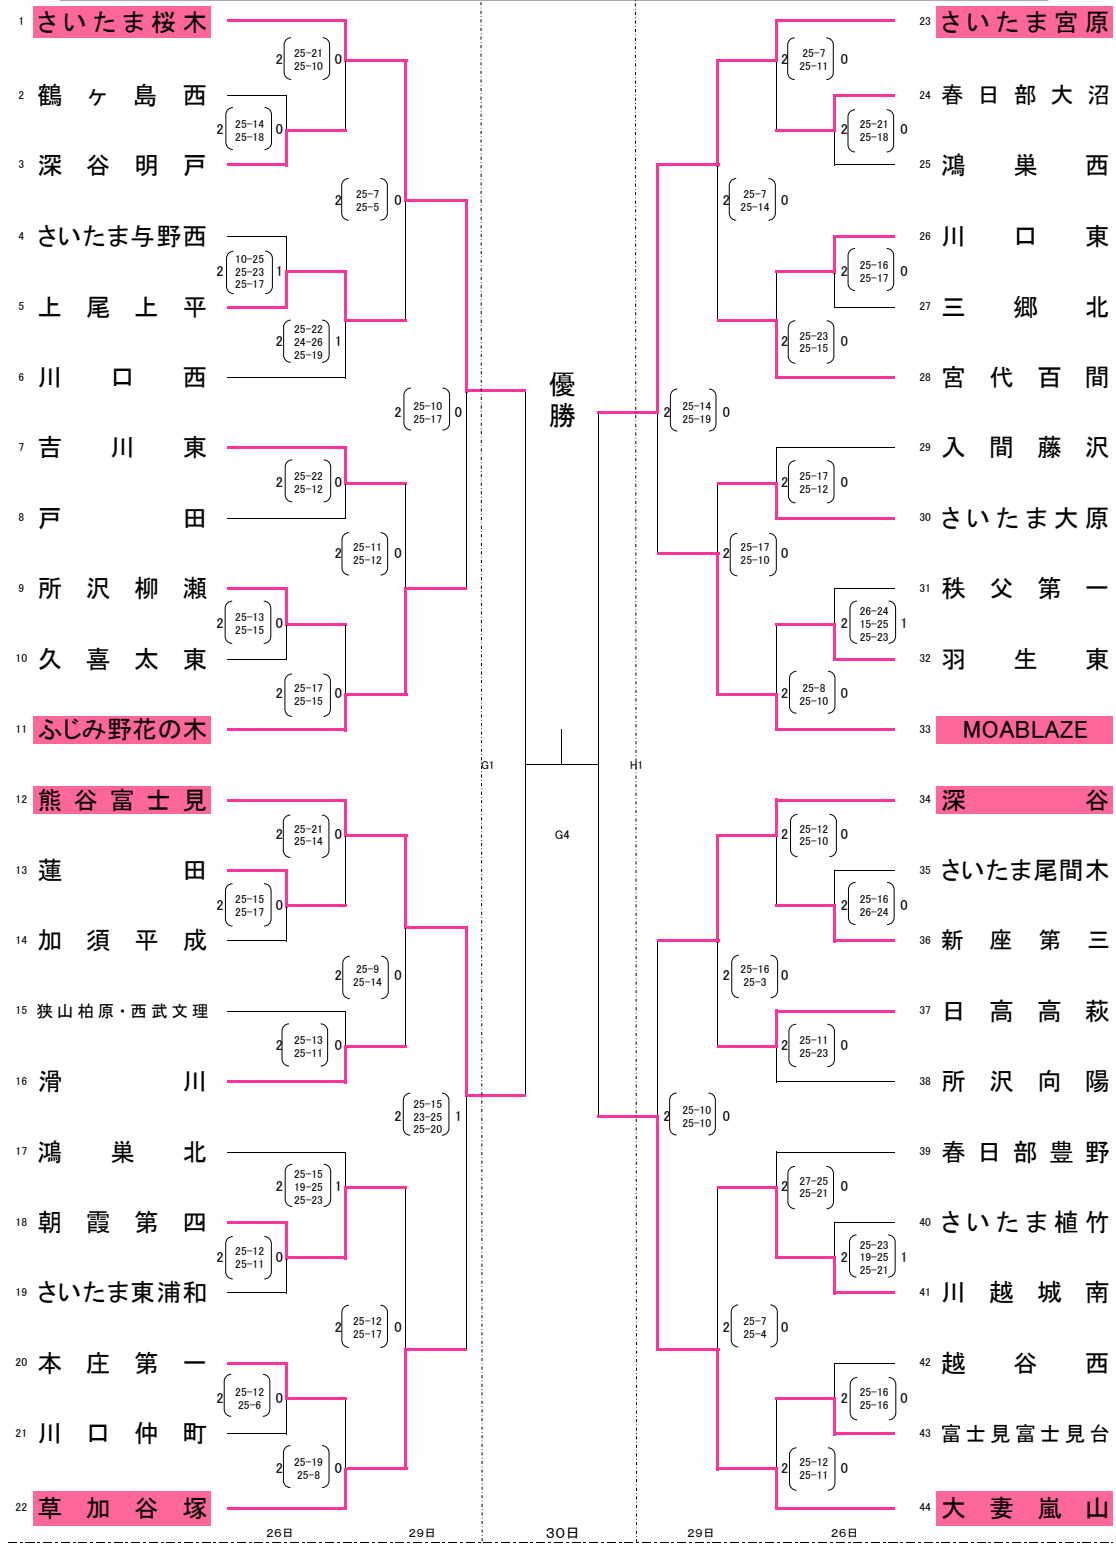 1 さいたま桜木
2 25-21 0
25-10
2 鶴ヶ島西
2 25-14 0
25-18
3 深谷明戸
2 25-7 0
25-5
4 さいたま与野西
2 10-25 1
25-23
25-17
5 上尾上平
2 25-22 1
24-26
25-19
6 川口西
2 25-10 0
25-17
7 吉川東
2 25-22 0
25-12
8 戸田
2 25-11 0
25-12
9 所沢柳瀬
2 25-13 0
25-15
10 久喜太東
2 25-17 0
25-15
11 ふじみ野花の木
12 熊谷富士見
2 25-21 0
25-14
13 蓮田
2 25-15 0
25-17
14 加須平成
2 25-9 0
25-14
15 狭山柏原・西武文理
2 25-13 0
25-11
16 滑川
2 25-15 1
23-25
25-20
17 鴻巣北
2 25-15 1
19-25
25-23
18 朝霞第四
2 25-12 0
25-11
19 さいたま東浦和
2 25-12 0
25-17
20 本庄第一
2 25-12 0
25-6
21 川口仲町
2 25-19 0
25-8
22 草加谷塚
優勝
G1
H1
G4
23 さいたま宮原
2 25-7 0
25-11
24 春日部大沼
2 25-21 0
25-18
25 鴻巣西
2 25-7 0
25-14
26 川口東
2 25-16 0
25-17
27 三郷北
2 25-23 0
25-15
28 宮代百間
2 25-14 0
25-19
29 入間藤沢
2 25-17 0
25-12
30 さいたま大原
2 25-17 0
25-10
31 秩父第一
2 26-24 1
15-25
25-23
32 羽生東
2 25-8 0
25-10
33 MOABLAZE
34 深谷
2 25-12 0
25-10
35 さいたま尾間木
2 25-16 0
26-24
36 新座第三
2 25-16 0
25-3
37 日高高萩
2 25-11 0
25-23
38 所沢向陽
2 25-10 0
25-10
39 春日部豊野
2 27-25 0
25-21
40 さいたま植竹
2 25-23 1
19-25
25-21
41 川越城南
2 25-7 0
25-4
42 越谷西
2 25-16 0
25-16
43 富士見富士見台
2 25-12 0
25-11
44 大妻嵐山
26日 29日 30日 29日 26日